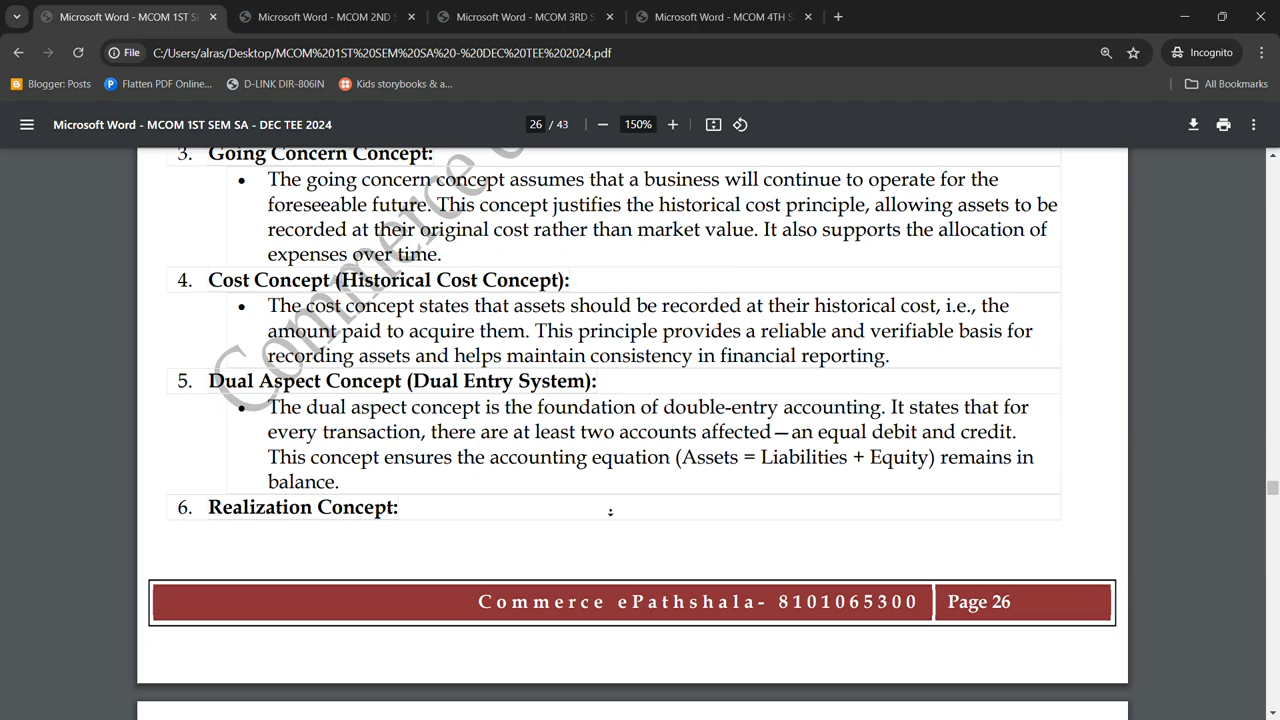 Microsoft Word - MCOM 1ST S
Microsoft Word - MCOM 2ND S
Microsoft Word - MCOM 3RD S
Microsoft Word - MCOM 4TH S
File C:/Users/alras/Desktop/MCOM%201ST%20SEM%20SA%20-%20DEC%20TEE%202024.pdf
Incognito
Blogger: Posts
Flatten PDF Online...
D-LINK DIR-806IN
Kids storybooks & a...
All Bookmarks
Microsoft Word - MCOM 1ST SEM SA - DEC TEE 2024
26 / 43
150%
3. Going Concern Concept:
• The going concern concept assumes that a business will continue to operate for the
foreseeable future. This concept justifies the historical cost principle, allowing assets to be
recorded at their original cost rather than market value. It also supports the allocation of
expenses over time.
4. Cost Concept (Historical Cost Concept):
• The cost concept states that assets should be recorded at their historical cost, i.e., the
amount paid to acquire them. This principle provides a reliable and verifiable basis for
recording assets and helps maintain consistency in financial reporting.
5. Dual Aspect Concept (Dual Entry System):
• The dual aspect concept is the foundation of double-entry accounting. It states that for
every transaction, there are at least two accounts affected—an equal debit and credit.
This concept ensures the accounting equation (Assets = Liabilities + Equity) remains in
balance.
6. Realization Concept:
Commerce
Commerce ePathshala- 8101065300
Page 26